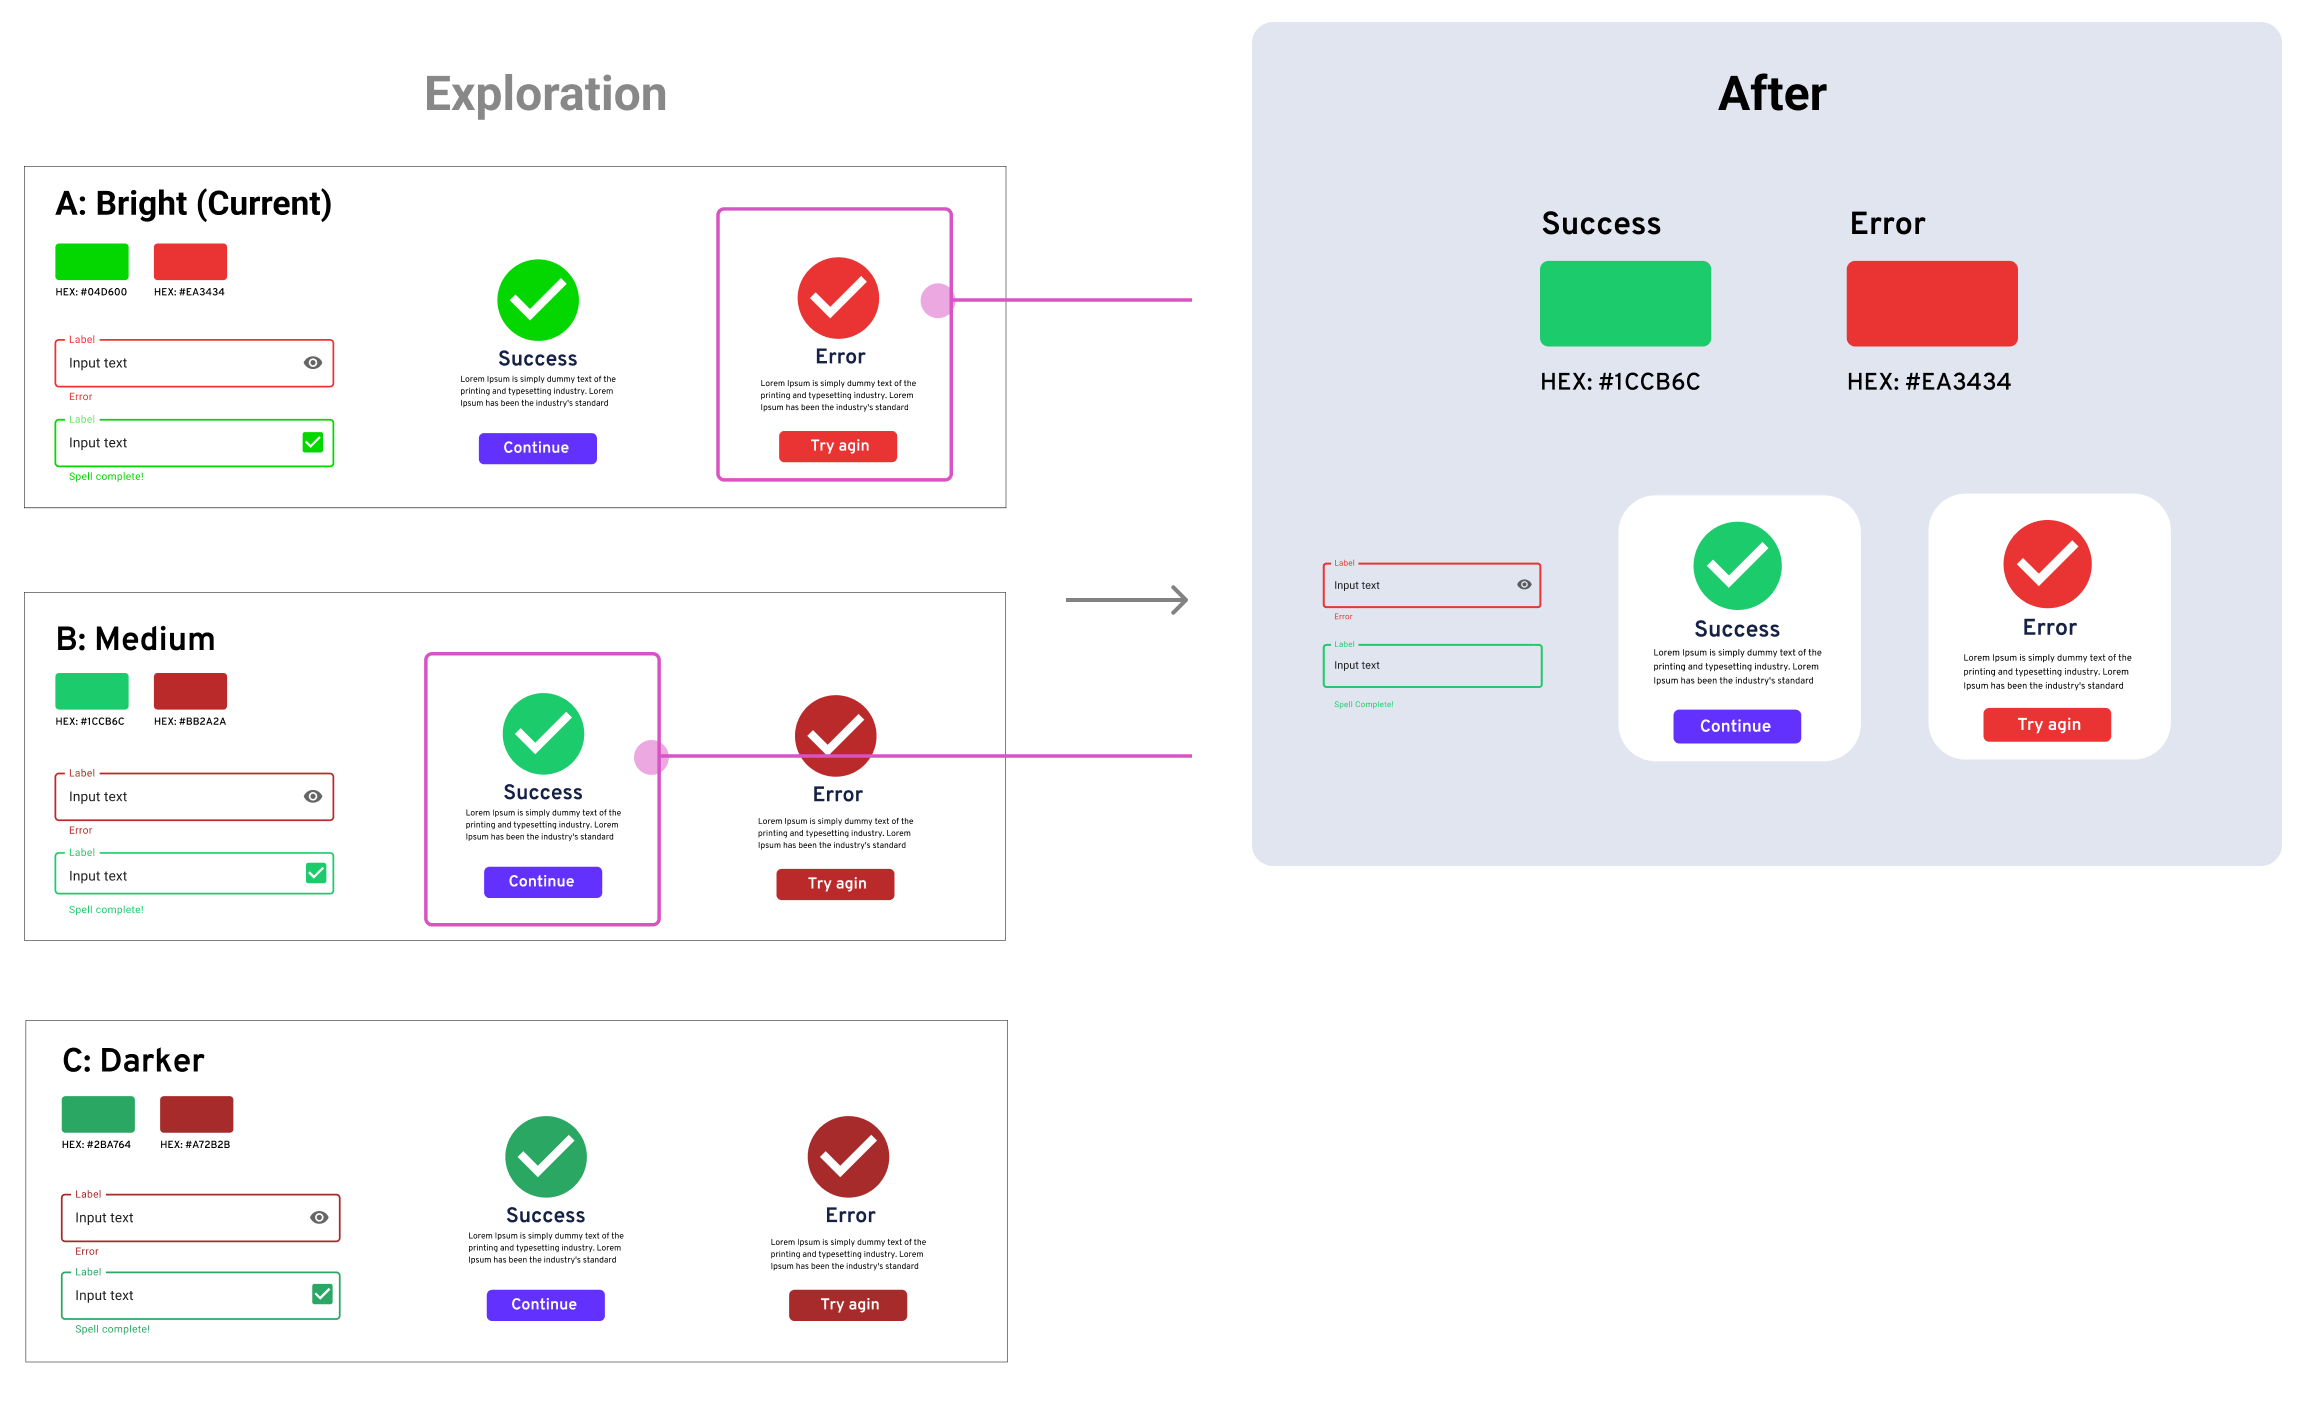 Exploration
A: Bright (Current)
HEX: #04D600
HEX: #EA3434
Label
Input text
Error
Label
Input text
Spell complete!
Success
Lorem Ipsum is simply dummy text of the
printing and typesetting industry. Lorem
Ipsum has been the industry's standard
Continue
Error
Lorem Ipsum is simply dummy text of the
printing and typesetting industry. Lorem
Ipsum has been the industry's standard
Try agin
B: Medium
HEX: #1CCB6C
HEX: #BB2A2A
Label
Input text
Error
Label
Input text
Spell complete!
Success
Lorem Ipsum is simply dummy text of the
printing and typesetting industry. Lorem
Ipsum has been the industry's standard
Continue
Error
Lorem Ipsum is simply dummy text of the
printing and typesetting industry. Lorem
Ipsum has been the industry's standard
Try agin
C: Darker
HEX: #2BA764
HEX: #A72B2B
Label
Input text
Error
Label
Input text
Spell complete!
Success
Lorem Ipsum is simply dummy text of the
printing and typesetting industry. Lorem
Ipsum has been the industry's standard
Continue
Error
Lorem Ipsum is simply dummy text of the
printing and typesetting industry. Lorem
Ipsum has been the industry's standard
Try agin
After
Success
Error
HEX: #1CCB6C
HEX: #EA3434
Label
Input text
Error
Label
Input text
Spell Complete!
Success
Lorem Ipsum is simply dummy text of the
printing and typesetting industry. Lorem
Ipsum has been the industry's standard
Continue
Error
Lorem Ipsum is simply dummy text of the
printing and typesetting industry. Lorem
Ipsum has been the industry's standard
Try agin